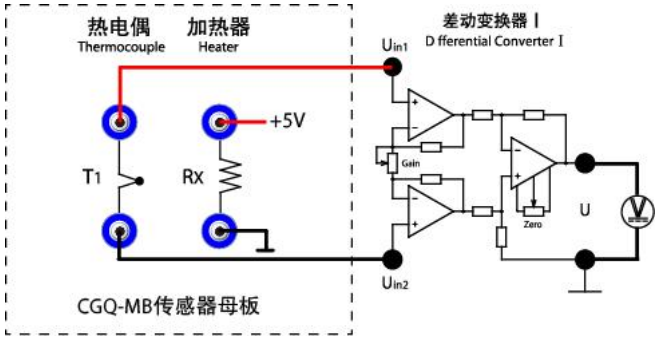 热电偶
Thermocouple
加热器
Heater
差动变换器 I
D fferential Converter I
Uin1
+5V
T1
Rx
Gain
Zero
U
V
Uin2
CGQ-MB传感器母板